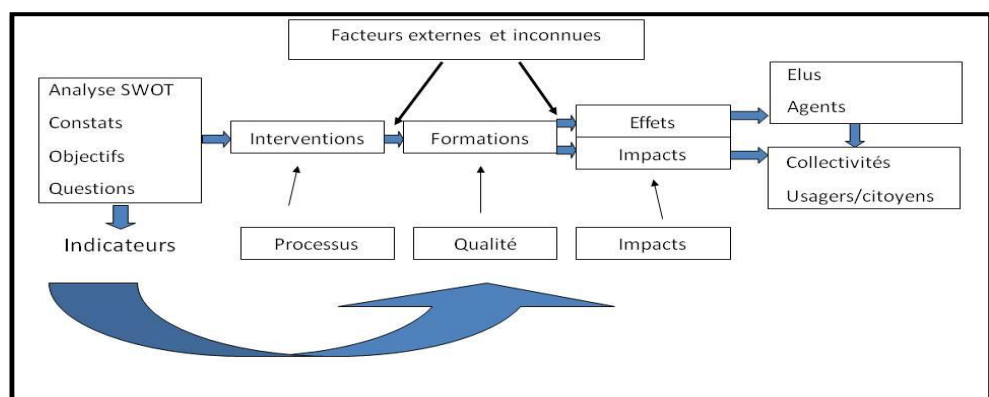 Facteurs externes et inconnues
Analyse SWOT
Constats
Objectifs
Questions
Indicateurs
Interventions
Formations
Effets
Impacts
Elus
Agents
Collectivités
Usagers/citoyens
Processus
Qualité
Impacts